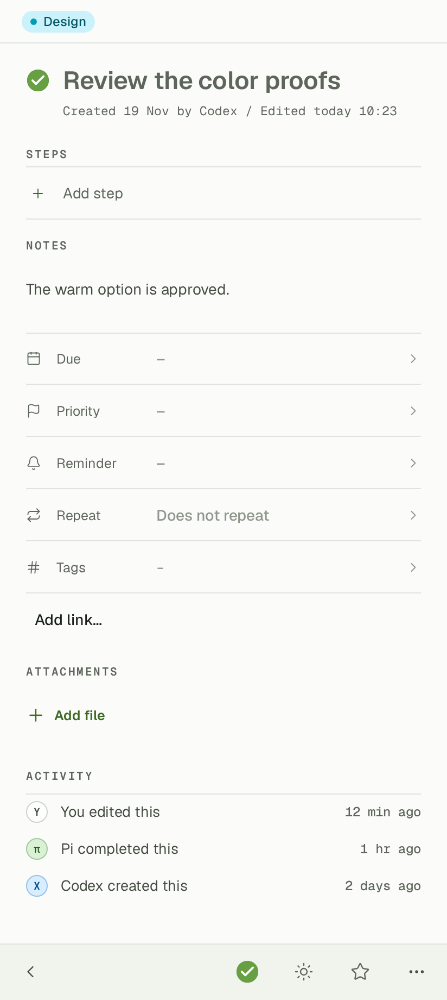 Design
Review the color proofs
Created 19 Nov by Codex / Edited today 10:23
STEPS
+ Add step
NOTES
The warm option is approved.
Due –
Priority –
Reminder –
Repeat Does not repeat
Tags –
Add link…
ATTACHMENTS
+ Add file
ACTIVITY
Y You edited this 12 min ago
π Pi completed this 1 hr ago
X Codex created this 2 days ago